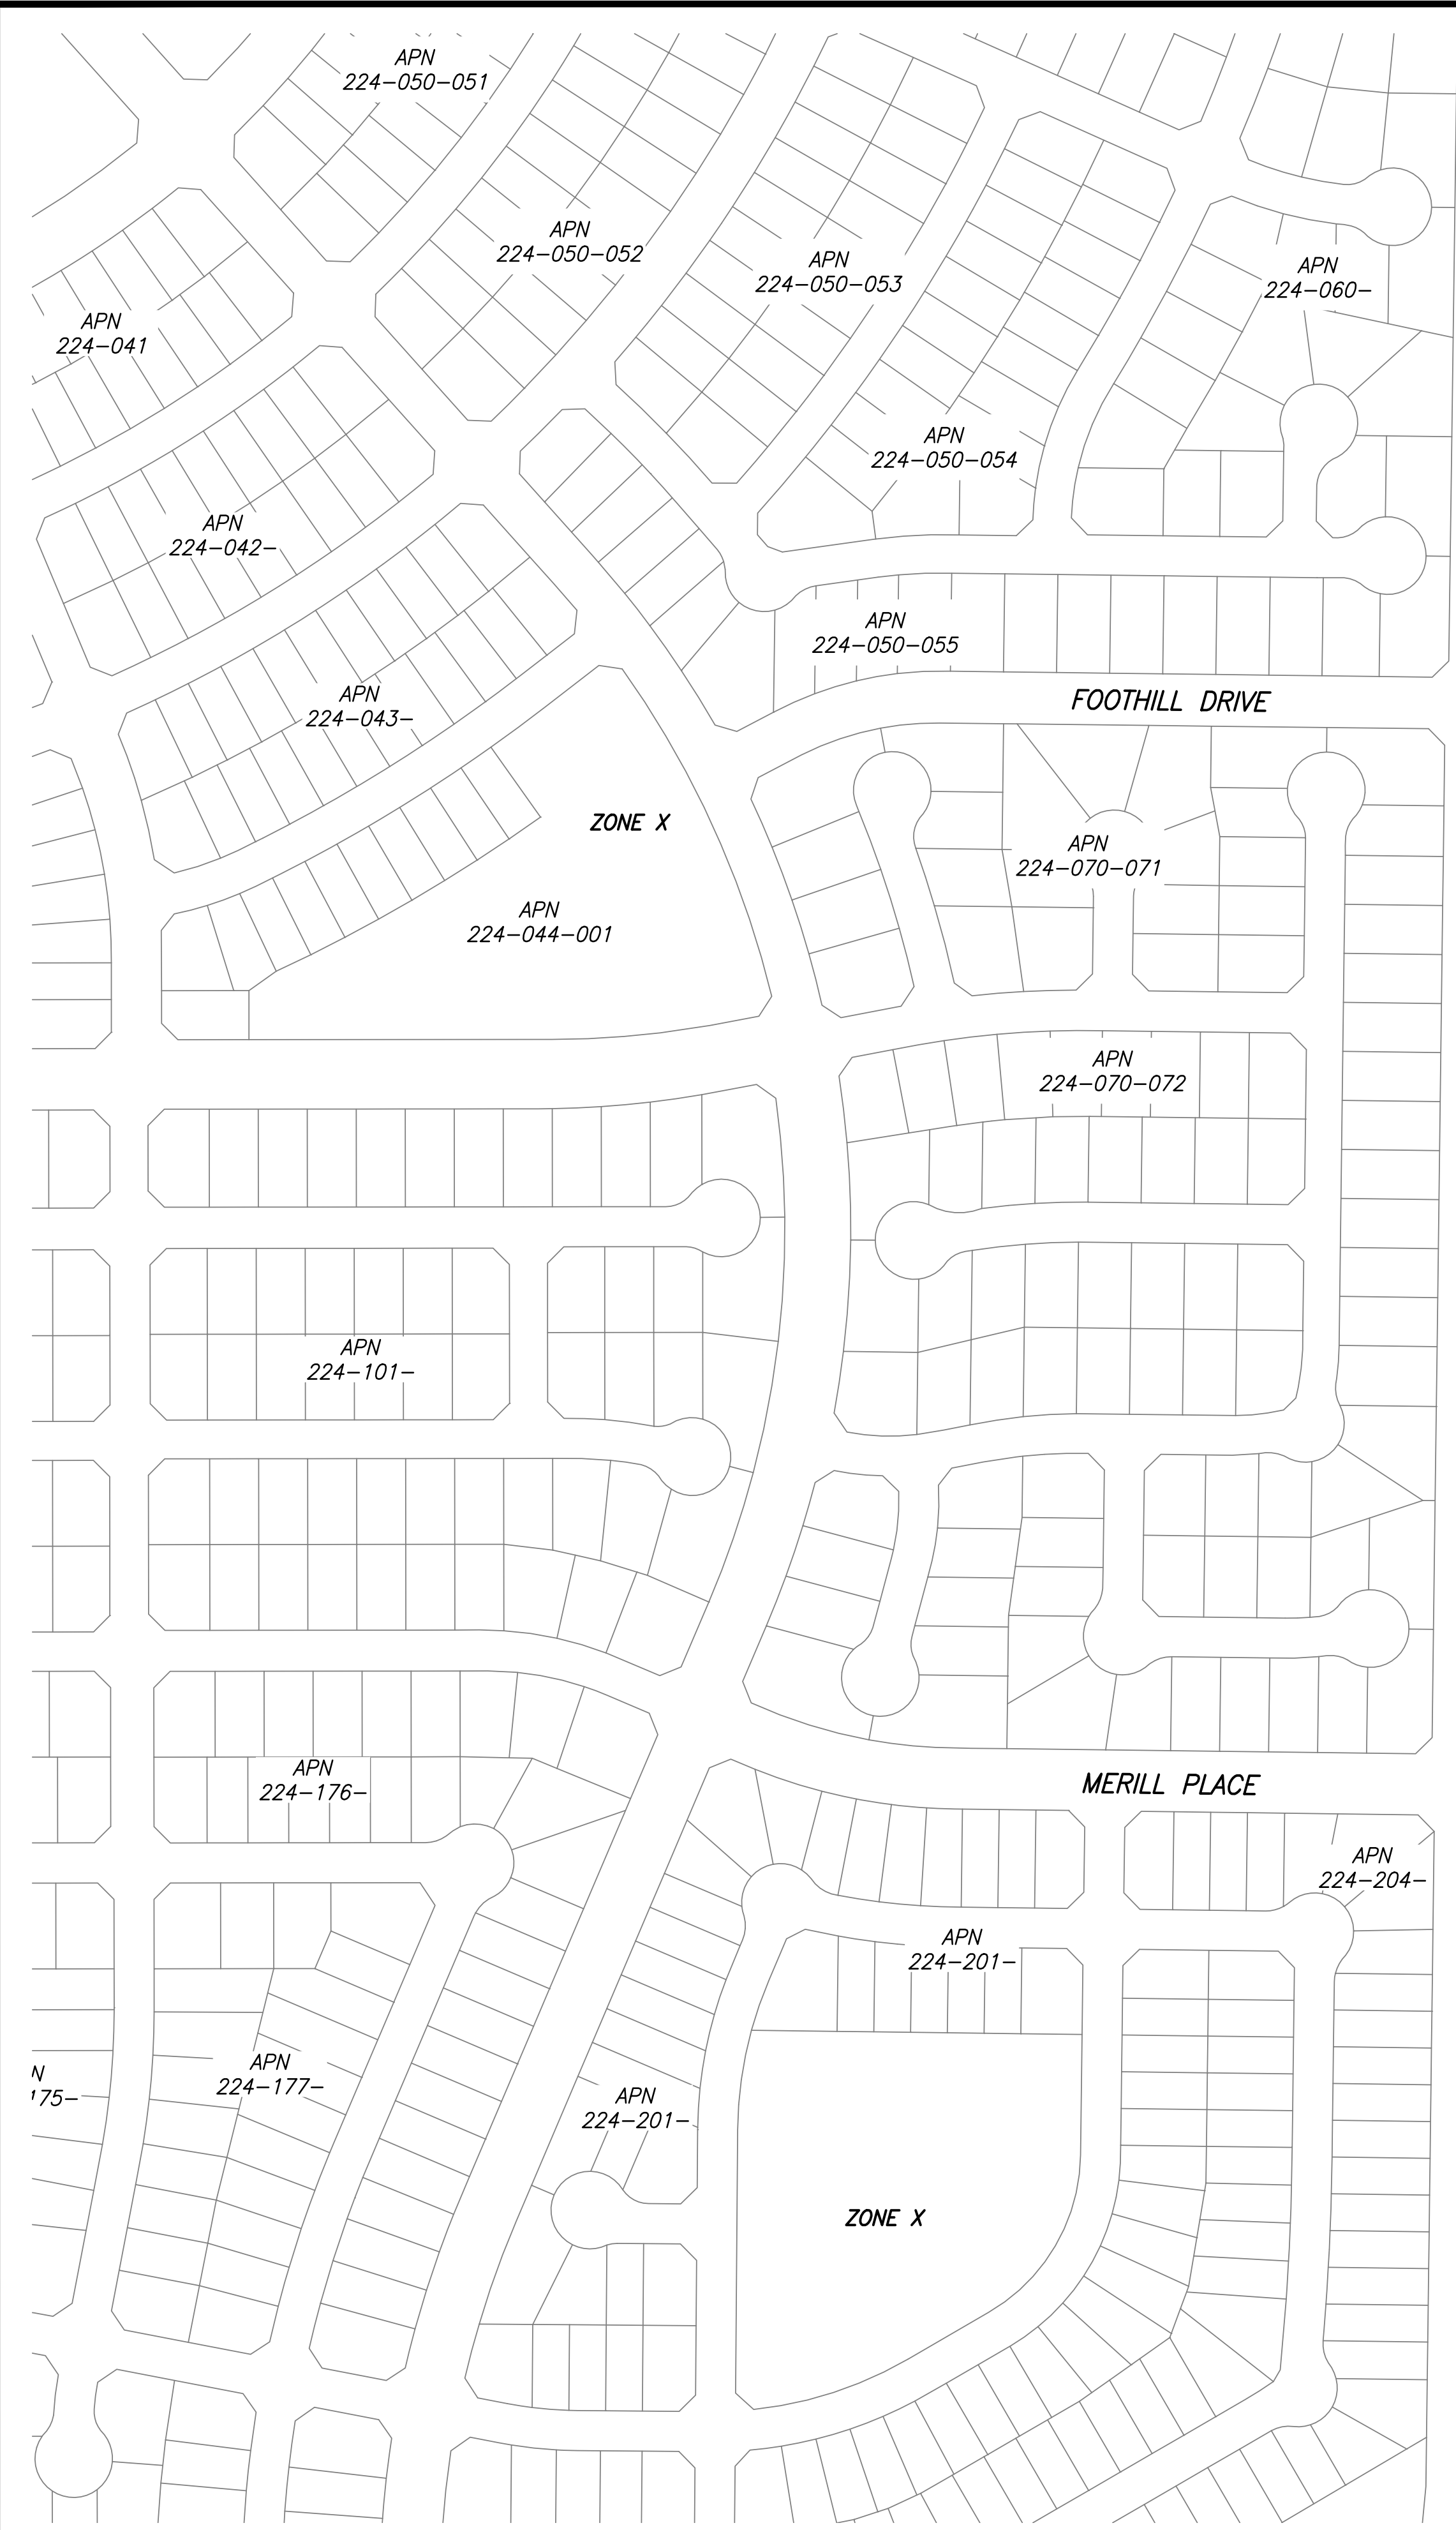 APN
224-050-051
APN
224-050-052
APN
224-050-053
APN
224-060-
APN
224-041
APN
224-050-054
APN
224-042-
APN
224-050-055
APN
224-043-
FOOTHILL DRIVE
ZONE X
APN
224-070-071
APN
224-044-001
APN
224-070-072
APN
224-101-
APN
224-176-
MERILL PLACE
APN
224-204-
APN
224-201-
APN
224-177-
N
175-
APN
224-201-
ZONE X